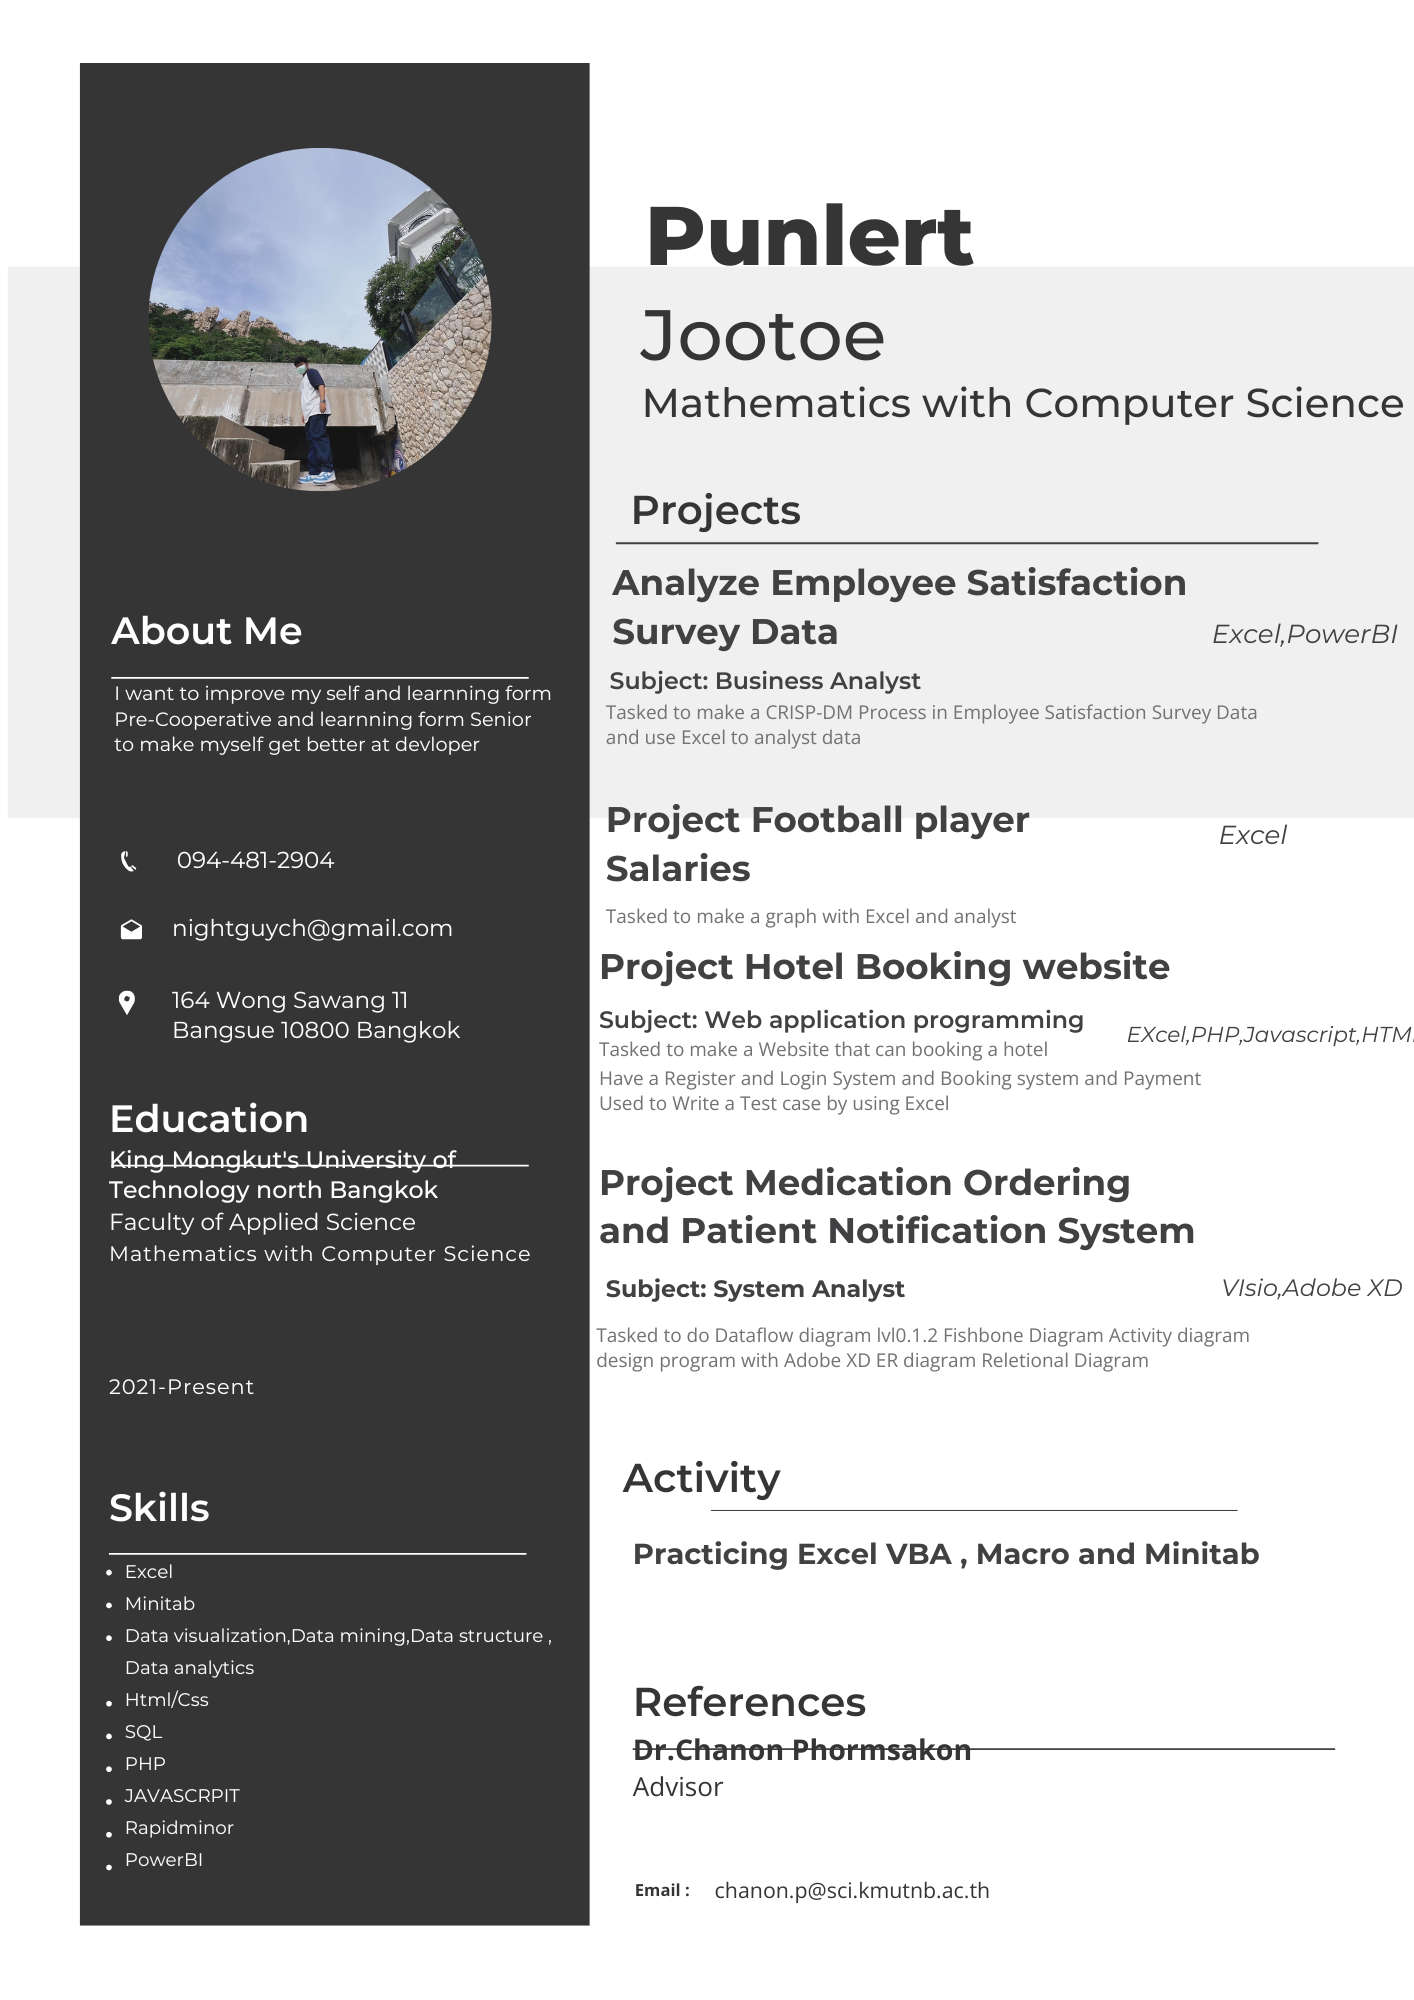 Punlert
Jootoe
Mathematics with Computer Science
About Me
I want to improve my self and learnning form
Pre-Cooperative and learnning form Senior
to make myself get better at devloper
094-481-2904
nightguych@gmail.com
164 Wong Sawang 11
Bangsue 10800 Bangkok
Education
King Mongkut's University of
Technology north Bangkok
Faculty of Applied Science
Mathematics with Computer Science
2021-Present
Skills
• Excel
• Minitab
• Data visualization,Data mining,Data structure ,
Data analytics
• Html/Css
• SQL
• PHP
• JAVASCRPIT
• Rapidminor
• PowerBI
Projects
Analyze Employee Satisfaction
Survey Data
Excel,PowerBI
Subject: Business Analyst
Tasked to make a CRISP-DM Process in Employee Satisfaction Survey Data
and use Excel to analyst data
Project Football player
Salaries
Excel
Tasked to make a graph with Excel and analyst
Project Hotel Booking website
Subject: Web application programming
EXcel,PHP,Javascript,HTM
Tasked to make a Website that can booking a hotel
Have a Register and Login System and Booking system and Payment
Used to Write a Test case by using Excel
Project Medication Ordering
and Patient Notification System
Subject: System Analyst
VIsio,Adobe XD
Tasked to do Dataflow diagram lvl0.1.2 Fishbone Diagram Activity diagram
design program with Adobe XD ER diagram Reletional Diagram
Activity
Practicing Excel VBA , Macro and Minitab
References
Dr.Chanon Phormsakon
Advisor
Email :
chanon.p@sci.kmutnb.ac.th